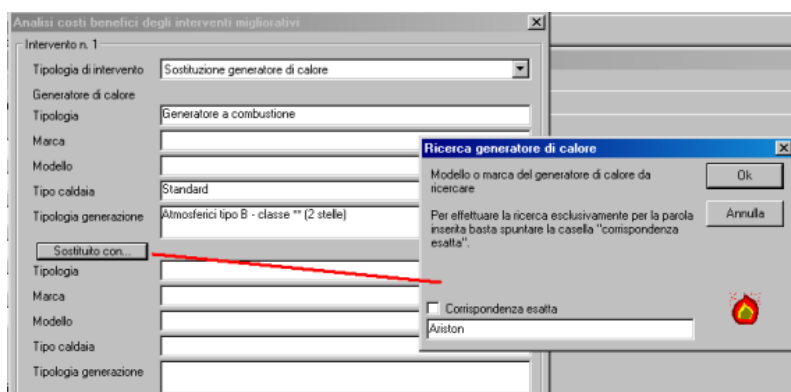 Analisi costi benefici degli interventi migliorativi
Intervento n. 1
Tipologia di intervento
Sostituzione generatore di calore
Generatore di calore
Tipologia
Generatore a combustione
Marca
Modello
Tipo caldaia
Standard
Tipologia generazione
Atmosferici tipo B - classe ** (2 stelle)
Sostituito con...
Tipologia
Marca
Modello
Tipo caldaia
Tipologia generazione
Ricerca generatore di calore
Modello o marca del generatore di calore da
ricercare
Per effettuare la ricerca esclusivamente per la parola
inserita basta spuntare la casella "corrispondenza
esatta".
Ok
Annulla
Corrispondenza esatta
Ariston